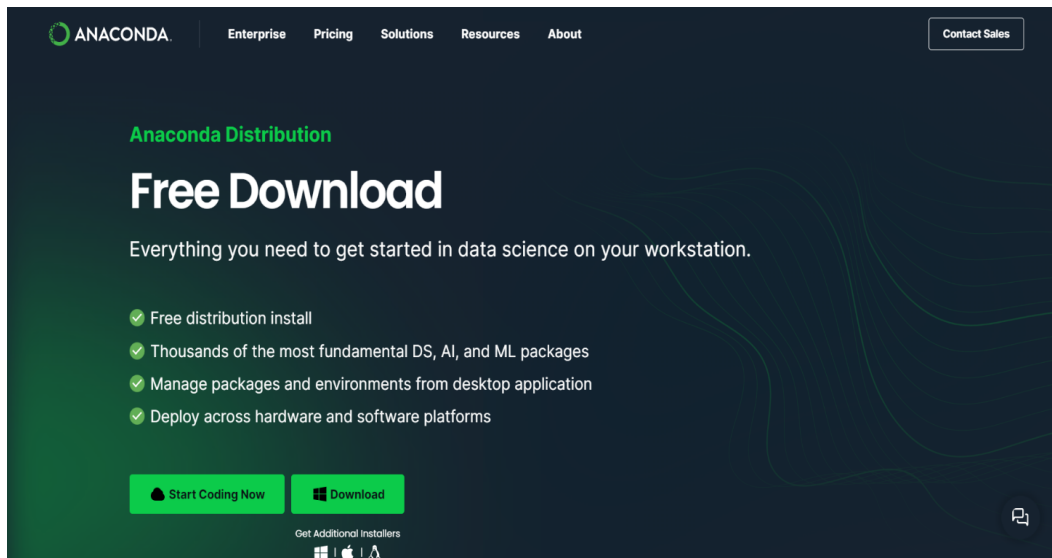 ANACONDA.
Enterprise Pricing Solutions Resources About
Contact Sales
Anaconda Distribution
Free Download
Everything you need to get started in data science on your workstation.
Free distribution install
Thousands of the most fundamental DS, AI, and ML packages
Manage packages and environments from desktop application
Deploy across hardware and software platforms
Start Coding Now
Download
Get Additional Installers